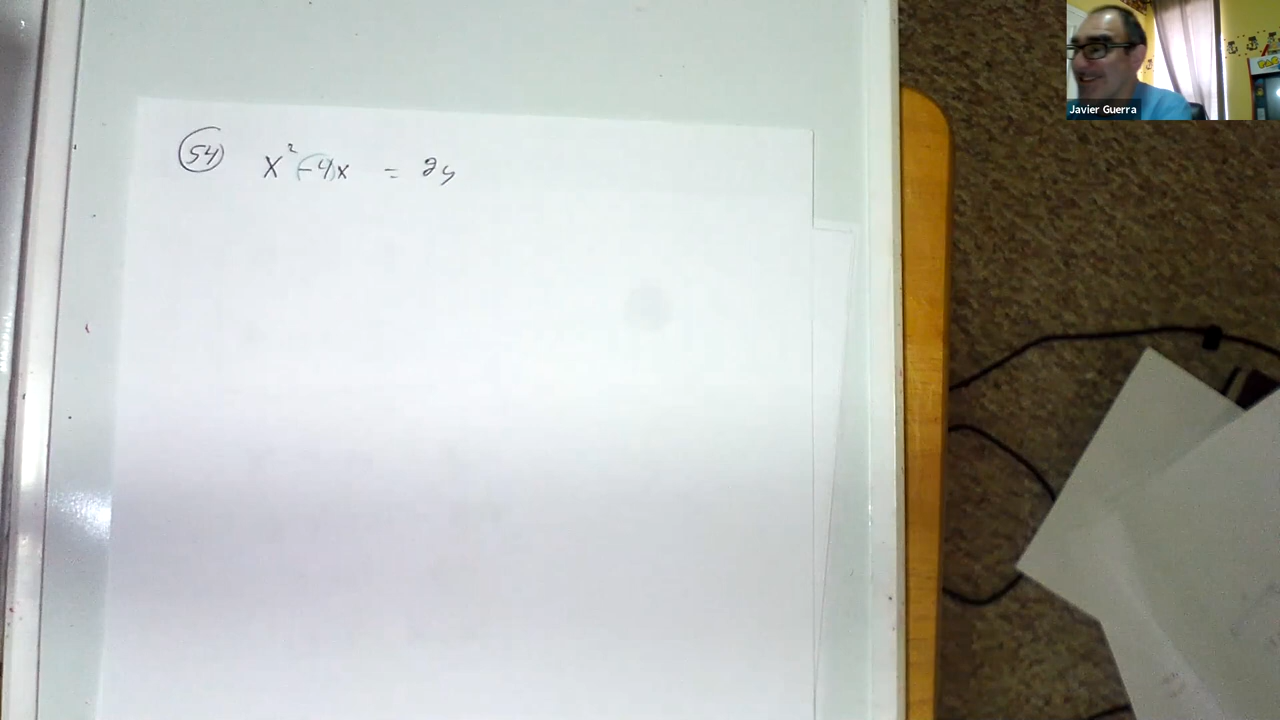 Javier Guerra
54 x² - 4x = 2y